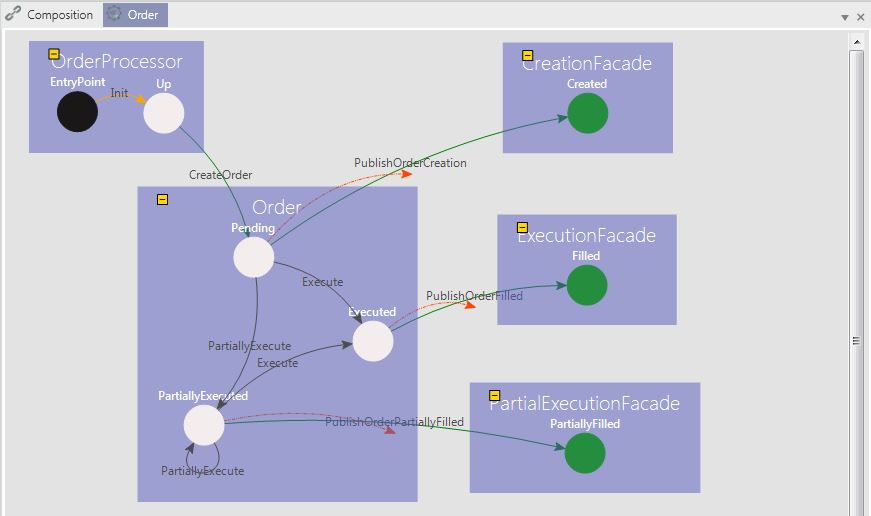 Composition
Order
OrderProcessor
EntryPoint
Up
Init
CreationFacade
Created
CreateOrder
PublishOrderCreation
Order
Pending
Execute
ExecutionFacade
Filled
PublishOrderFilled
Executed
PartiallyExecute
Execute
PartiallyExecuted
PublishOrderPartiallyFilled
PartiallyExecute
PartialExecutionFacade
PartiallyFilled